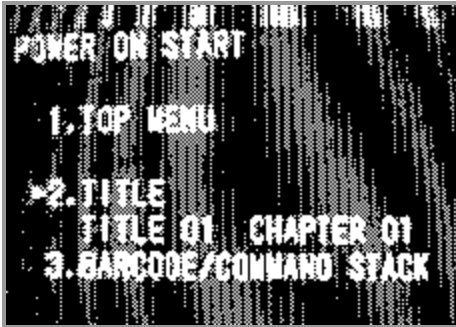 POWER ON START
1.TOP MENU
➤2.TITLE
TITLE 01 CHAPTER 01
3.BARCODE/COMMAND STACK